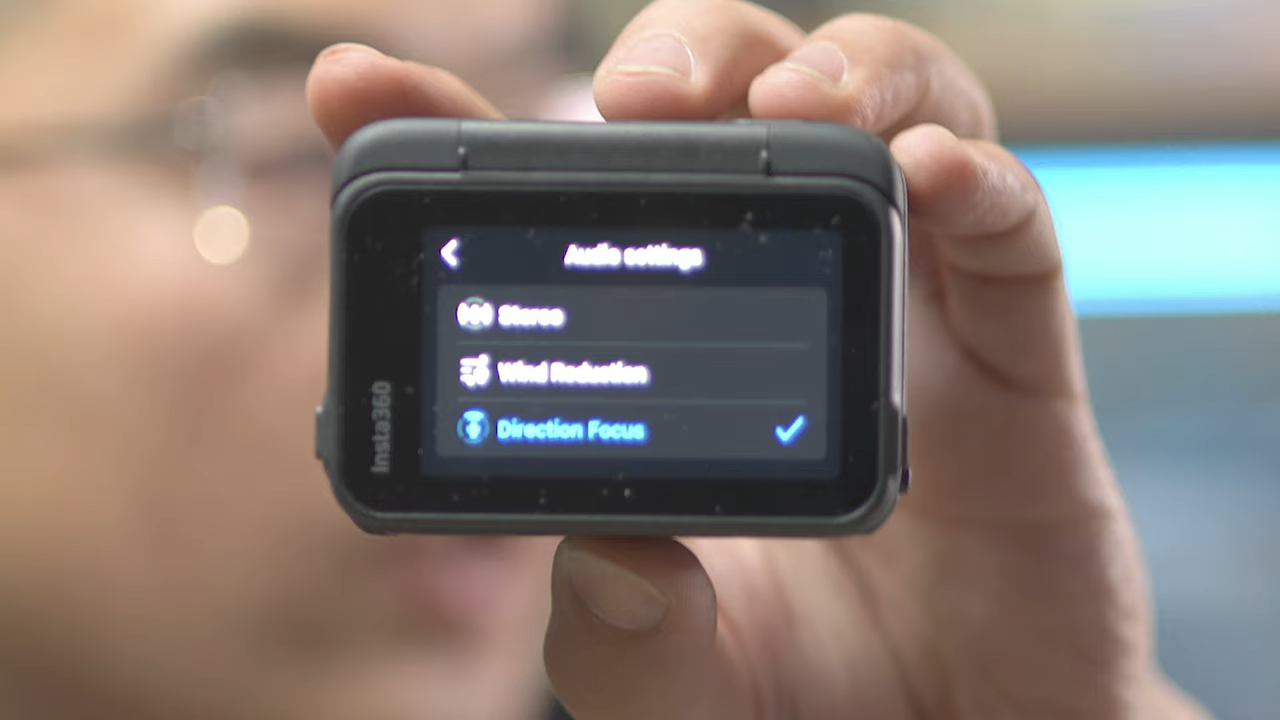 Audio settings
Stereo
Wind Reduction
Direction Focus
Insta360